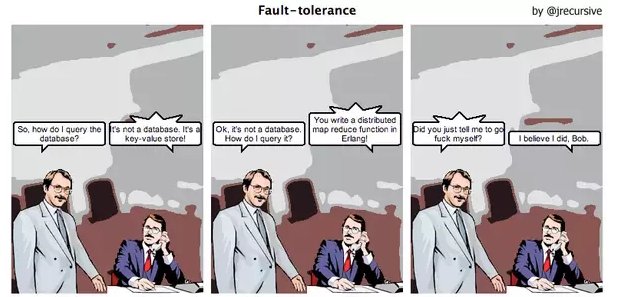 Fault-tolerance
by @jrecursive
So, how do I query the
database?
It's not a database. It's a
key-value store!
Ok, it's not a database.
How do I query it?
You write a distributed
map reduce function in
Erlang!
Did you just tell me to go
fuck myself?
I believe I did, Bob.